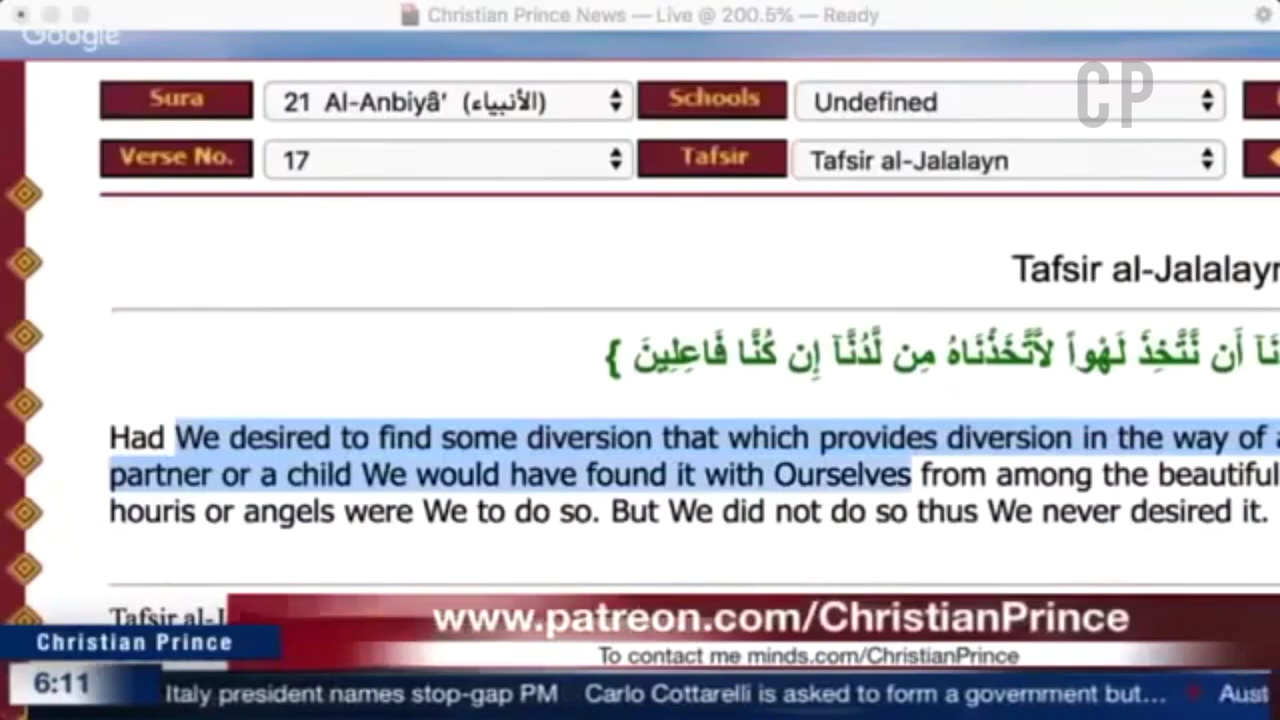 Christian Prince News — Live @ 200.5% — Ready
Google
CP
Sura 21 Al-Anbiyâ’ (الأنبياء) Schools Undefined
Verse No. 17 Tafsir Tafsir al-Jalalayn
Tafsir al-Jalalayn
أَن نَّتَّخِذَ لَهْواً لاَّتَّخَذْنَاهُ مِن لَّدُنَّآ إِن كُنَّا فَاعِلِينَ }
Had We desired to find some diversion that which provides diversion in the way of a
partner or a child We would have found it with Ourselves from among the beautiful
houris or angels were We to do so. But We did not do so thus We never desired it.
Tafsir al-J
www.patreon.com/ChristianPrince
Christian Prince
To contact me minds.com/ChristianPrince
6:11 Italy president names stop-gap PM Carlo Cottarelli is asked to form a government but... Aust